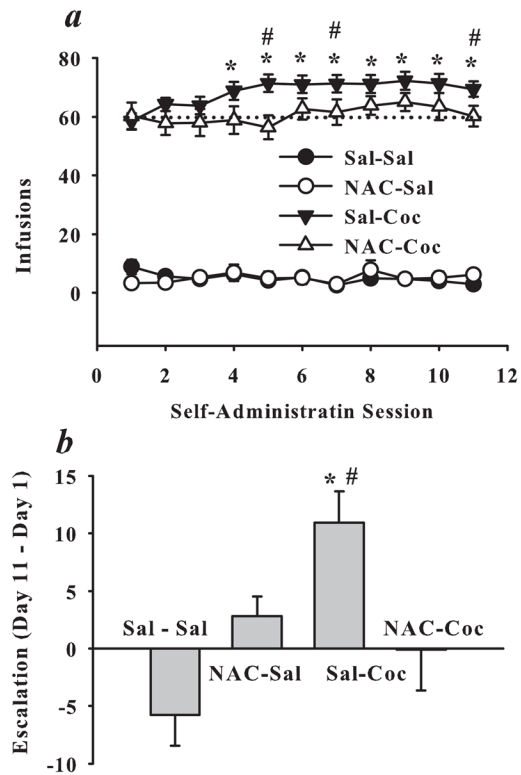 a
# # #
* * * * * * * *
80
60
40
20
0
Infusions
Sal-Sal
NAC-Sal
Sal-Coc
NAC-Coc
0 2 4 6 8 10 12
Self-Administratin Session
b
15
10
5
0
-5
-10
Escalation (Day 11 - Day 1)
* #
Sal - Sal NAC-Coc
NAC-Sal Sal-Coc